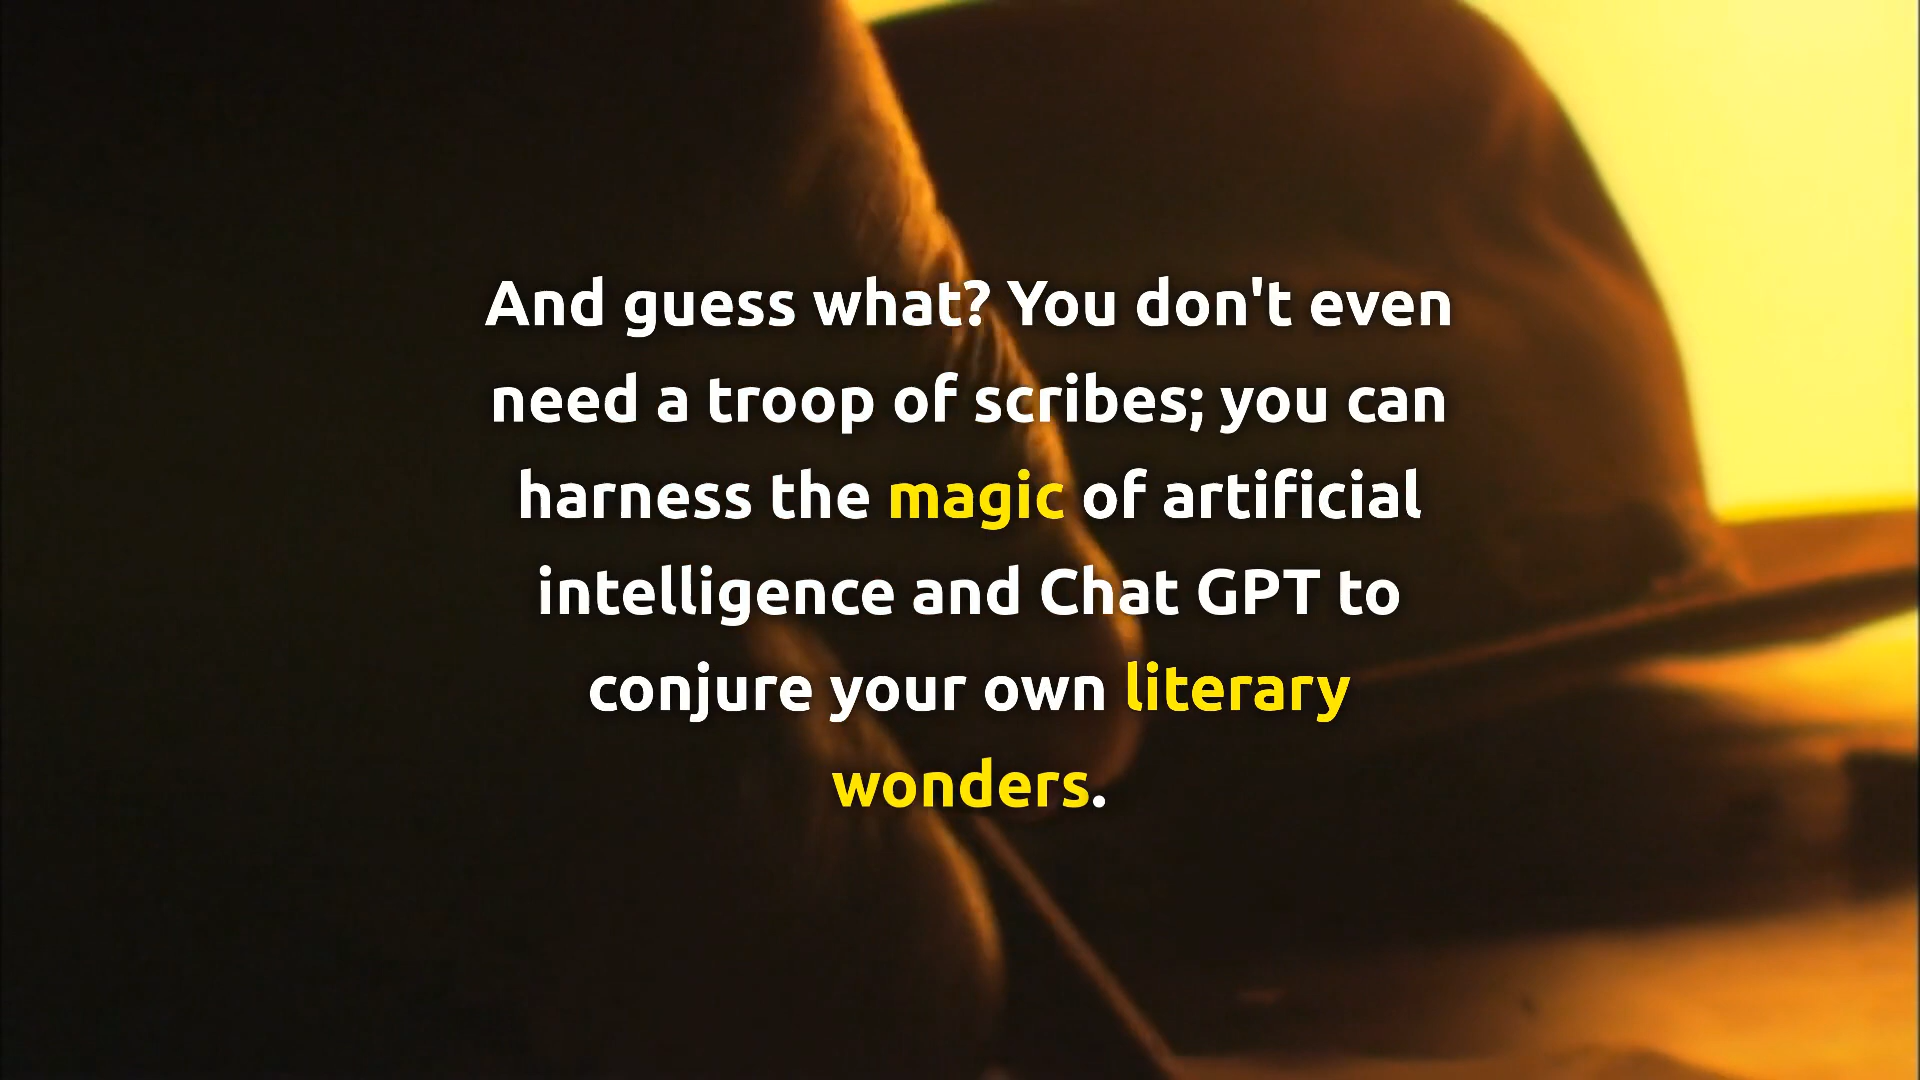 And guess what? You don't even
need a troop of scribes; you can
harness the magic of artificial
intelligence and Chat GPT to
conjure your own literary
wonders.